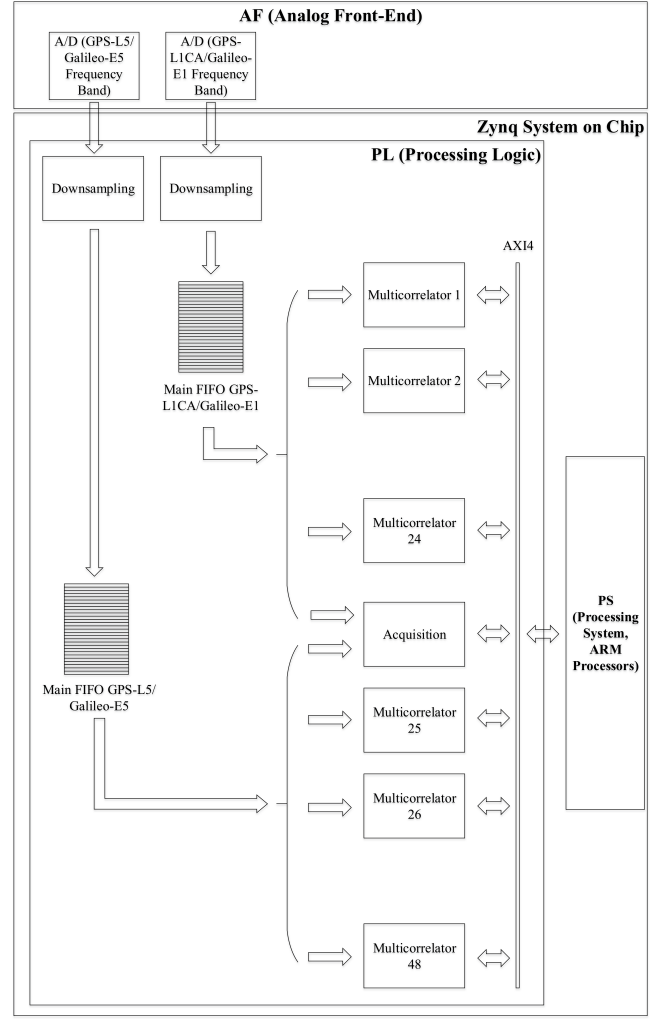 AF (Analog Front-End)
A/D (GPS-L5/
Galileo-E5
Frequency
Band)
A/D (GPS-
L1CA/Galileo-
E1 Frequency
Band)
Zynq System on Chip
PL (Processing Logic)
Downsampling
Downsampling
AXI4
Multicorrelator 1
Main FIFO GPS-
L1CA/Galileo-E1
Multicorrelator 2
Multicorrelator
24
Acquisition
PS
(Processing
System,
ARM
Processors)
Main FIFO GPS-L5/
Galileo-E5
Multicorrelator
25
Multicorrelator
26
Multicorrelator
48